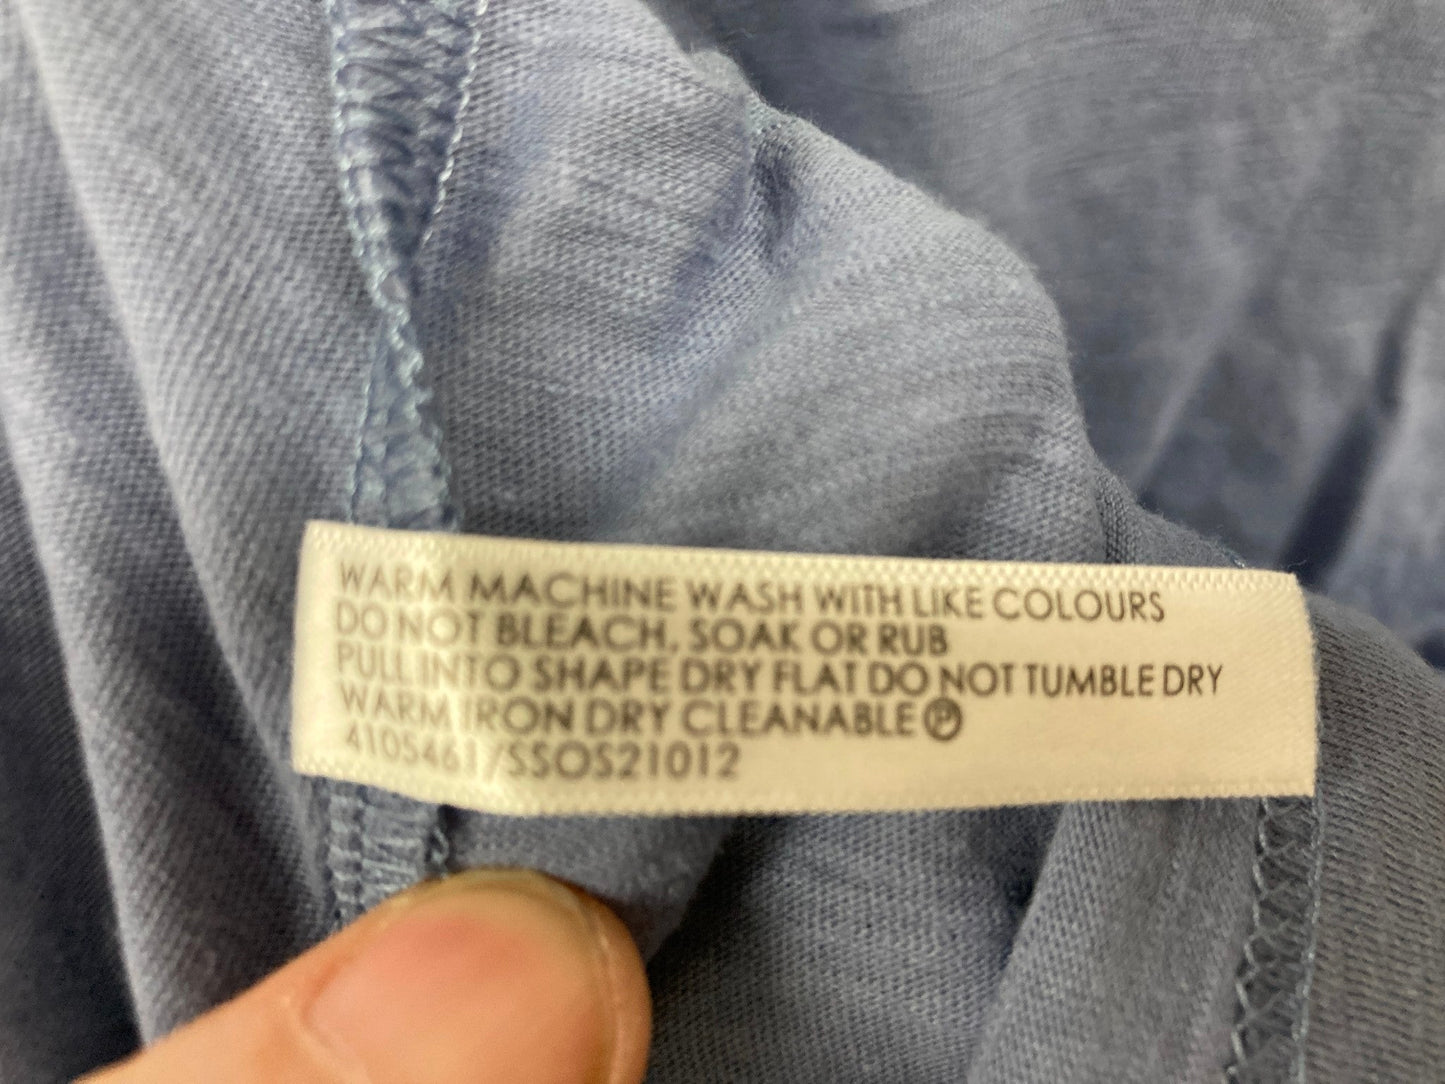 WARM MACHINE WASH WITH LIKE COLOURS
DO NOT BLEACH, SOAK OR RUB
PULL INTO SHAPE DRY FLAT DO NOT TUMBLE DRY
WARM IRON DRY CLEANABLE Ⓟ
4105461/SSOS21012